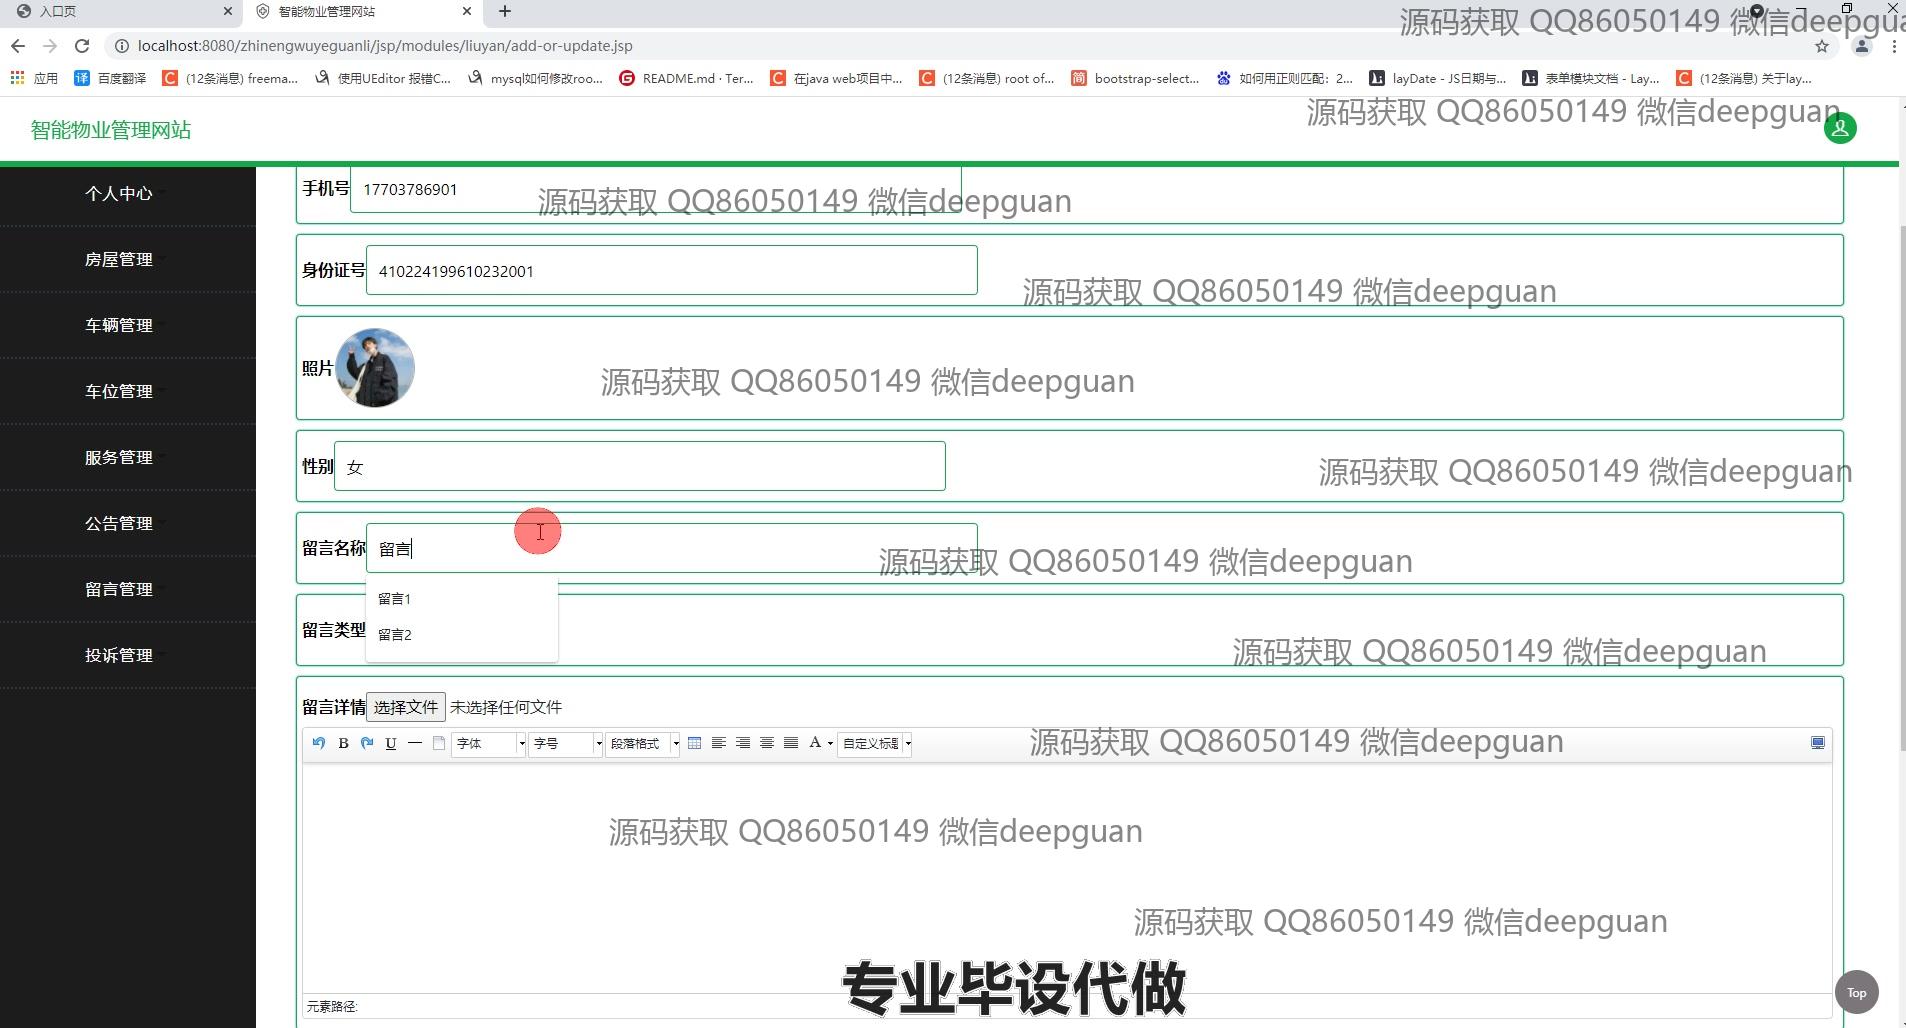 入口页
智能物业管理网站
源码获取 QQ86050149 微信deepgua
localhost:8080/zhinengwuyeguanli/jsp/modules/liuyan/add-or-update.jsp
应用
百度翻译
(12条消息) freema...
使用UEditor 报错C...
mysql如何修改roo...
README.md · Ter...
在java web项目中...
(12条消息) root of...
bootstrap-select...
如何用正则匹配：2...
layDate - JS日期与...
表单模块文档 - Lay...
(12条消息) 关于lay...
源码获取 QQ86050149 微信deepguan
智能物业管理网站
个人中心
房屋管理
车辆管理
车位管理
服务管理
公告管理
留言管理
投诉管理
手机号 17703786901
源码获取 QQ86050149 微信deepguan
身份证号 410224199610232001
源码获取 QQ86050149 微信deepguan
照片
源码获取 QQ86050149 微信deepguan
性别 女
源码获取 QQ86050149 微信deepguan
留言名称 留言
源码获取 QQ86050149 微信deepguan
留言1
留言2
留言类型
源码获取 QQ86050149 微信deepguan
留言详情 选择文件 未选择任何文件
B U 字体 字号 段落格式 A 自定义标题
源码获取 QQ86050149 微信deepguan
源码获取 QQ86050149 微信deepguan
源码获取 QQ86050149 微信deepguan
专业毕设代做
元素路径:
Top